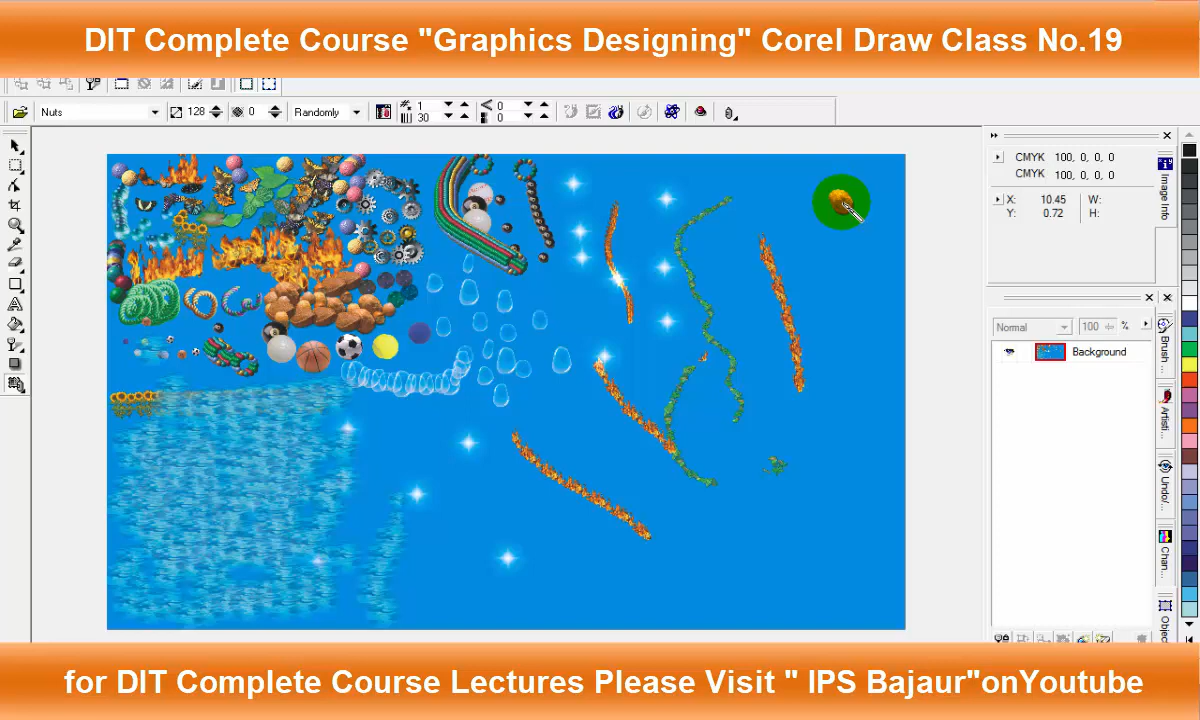 DIT Complete Course "Graphics Designing" Corel Draw Class No.19
Nuts 128 0 Randomly 1 0
30 0
CMYK 100, 0, 0, 0
CMYK 100, 0, 0, 0
X: 10.45 W:
Y: 0.72 H:
Image Info
Normal 100 %
Background
Brush...
Artisti...
Undo/...
Chan...
Objec
for DIT Complete Course Lectures Please Visit " IPS Bajaur"onYoutube